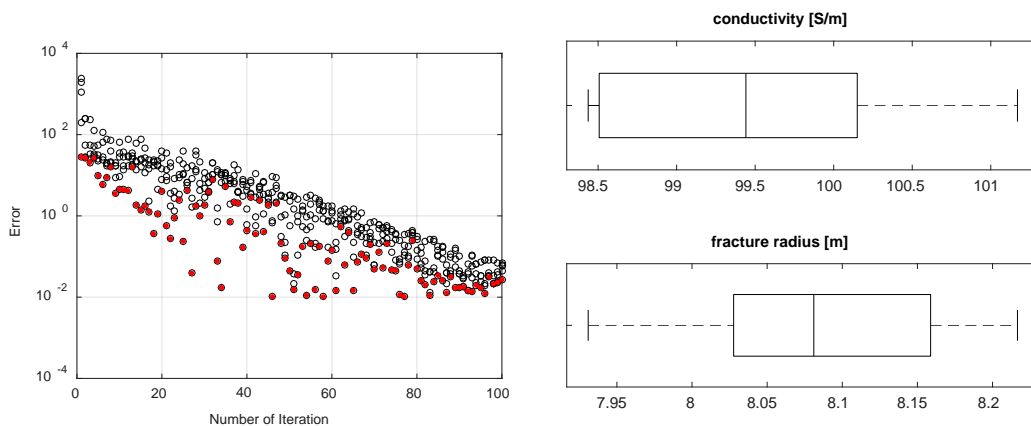 10^4
10^2
10^0
10^-2
10^-4
Error
0 20 40 60 80 100
Number of Iteration
conductivity [S/m]
98.5 99 99.5 100 100.5 101
fracture radius [m]
7.95 8 8.05 8.1 8.15 8.2